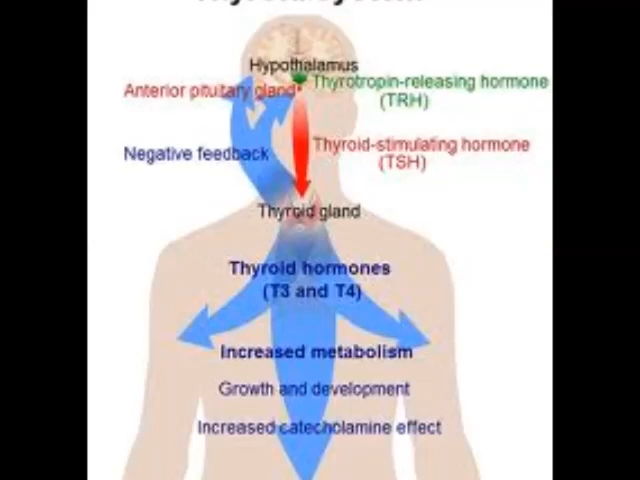 Hypothalamus
Thyrotropin-releasing hormone
(TRH)
Anterior pituitary gland
Thyroid-stimulating hormone
(TSH)
Negative feedback
Thyroid gland
Thyroid hormones
(T3 and T4)
Increased metabolism
Growth and development
Increased catecholamine effect